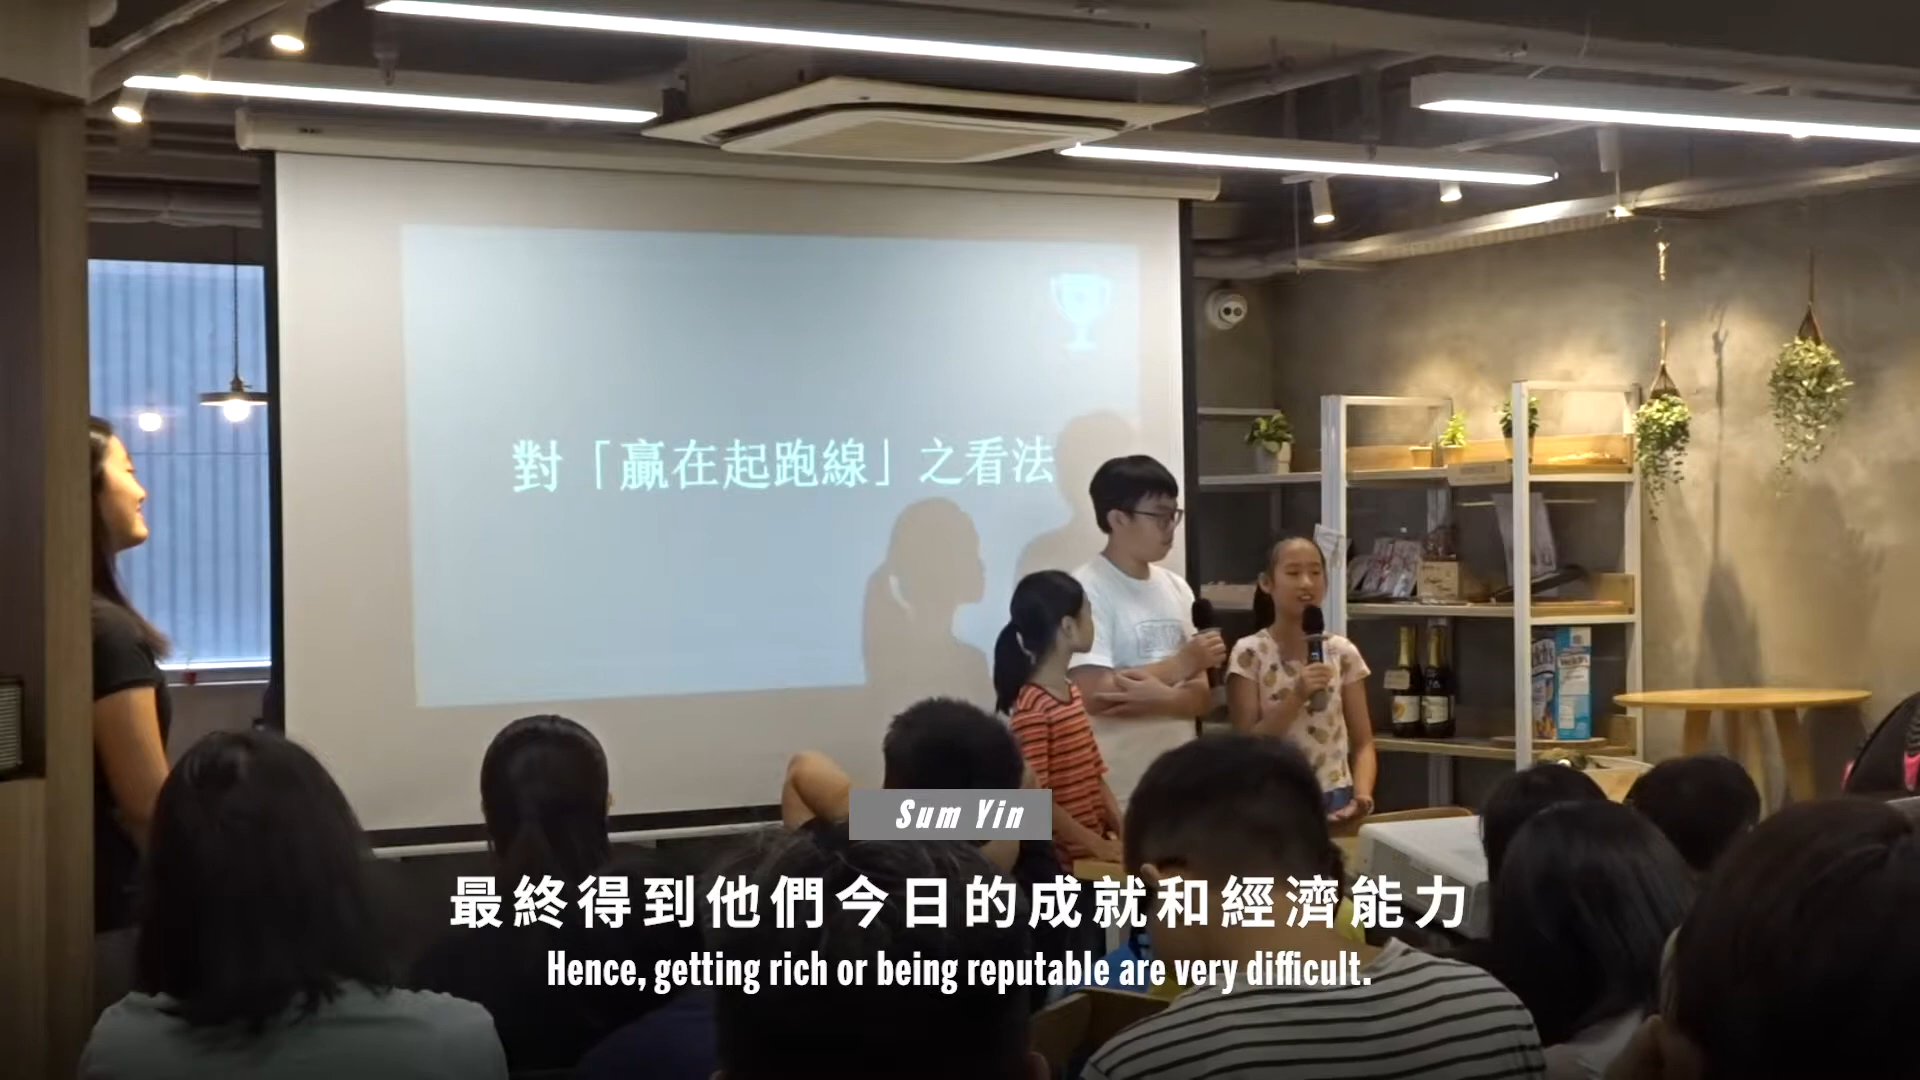 對「贏在起跑線」之看法
Sum Yin
最終得到他們今日的成就和經濟能力
Hence, getting rich or being reputable are very difficult.